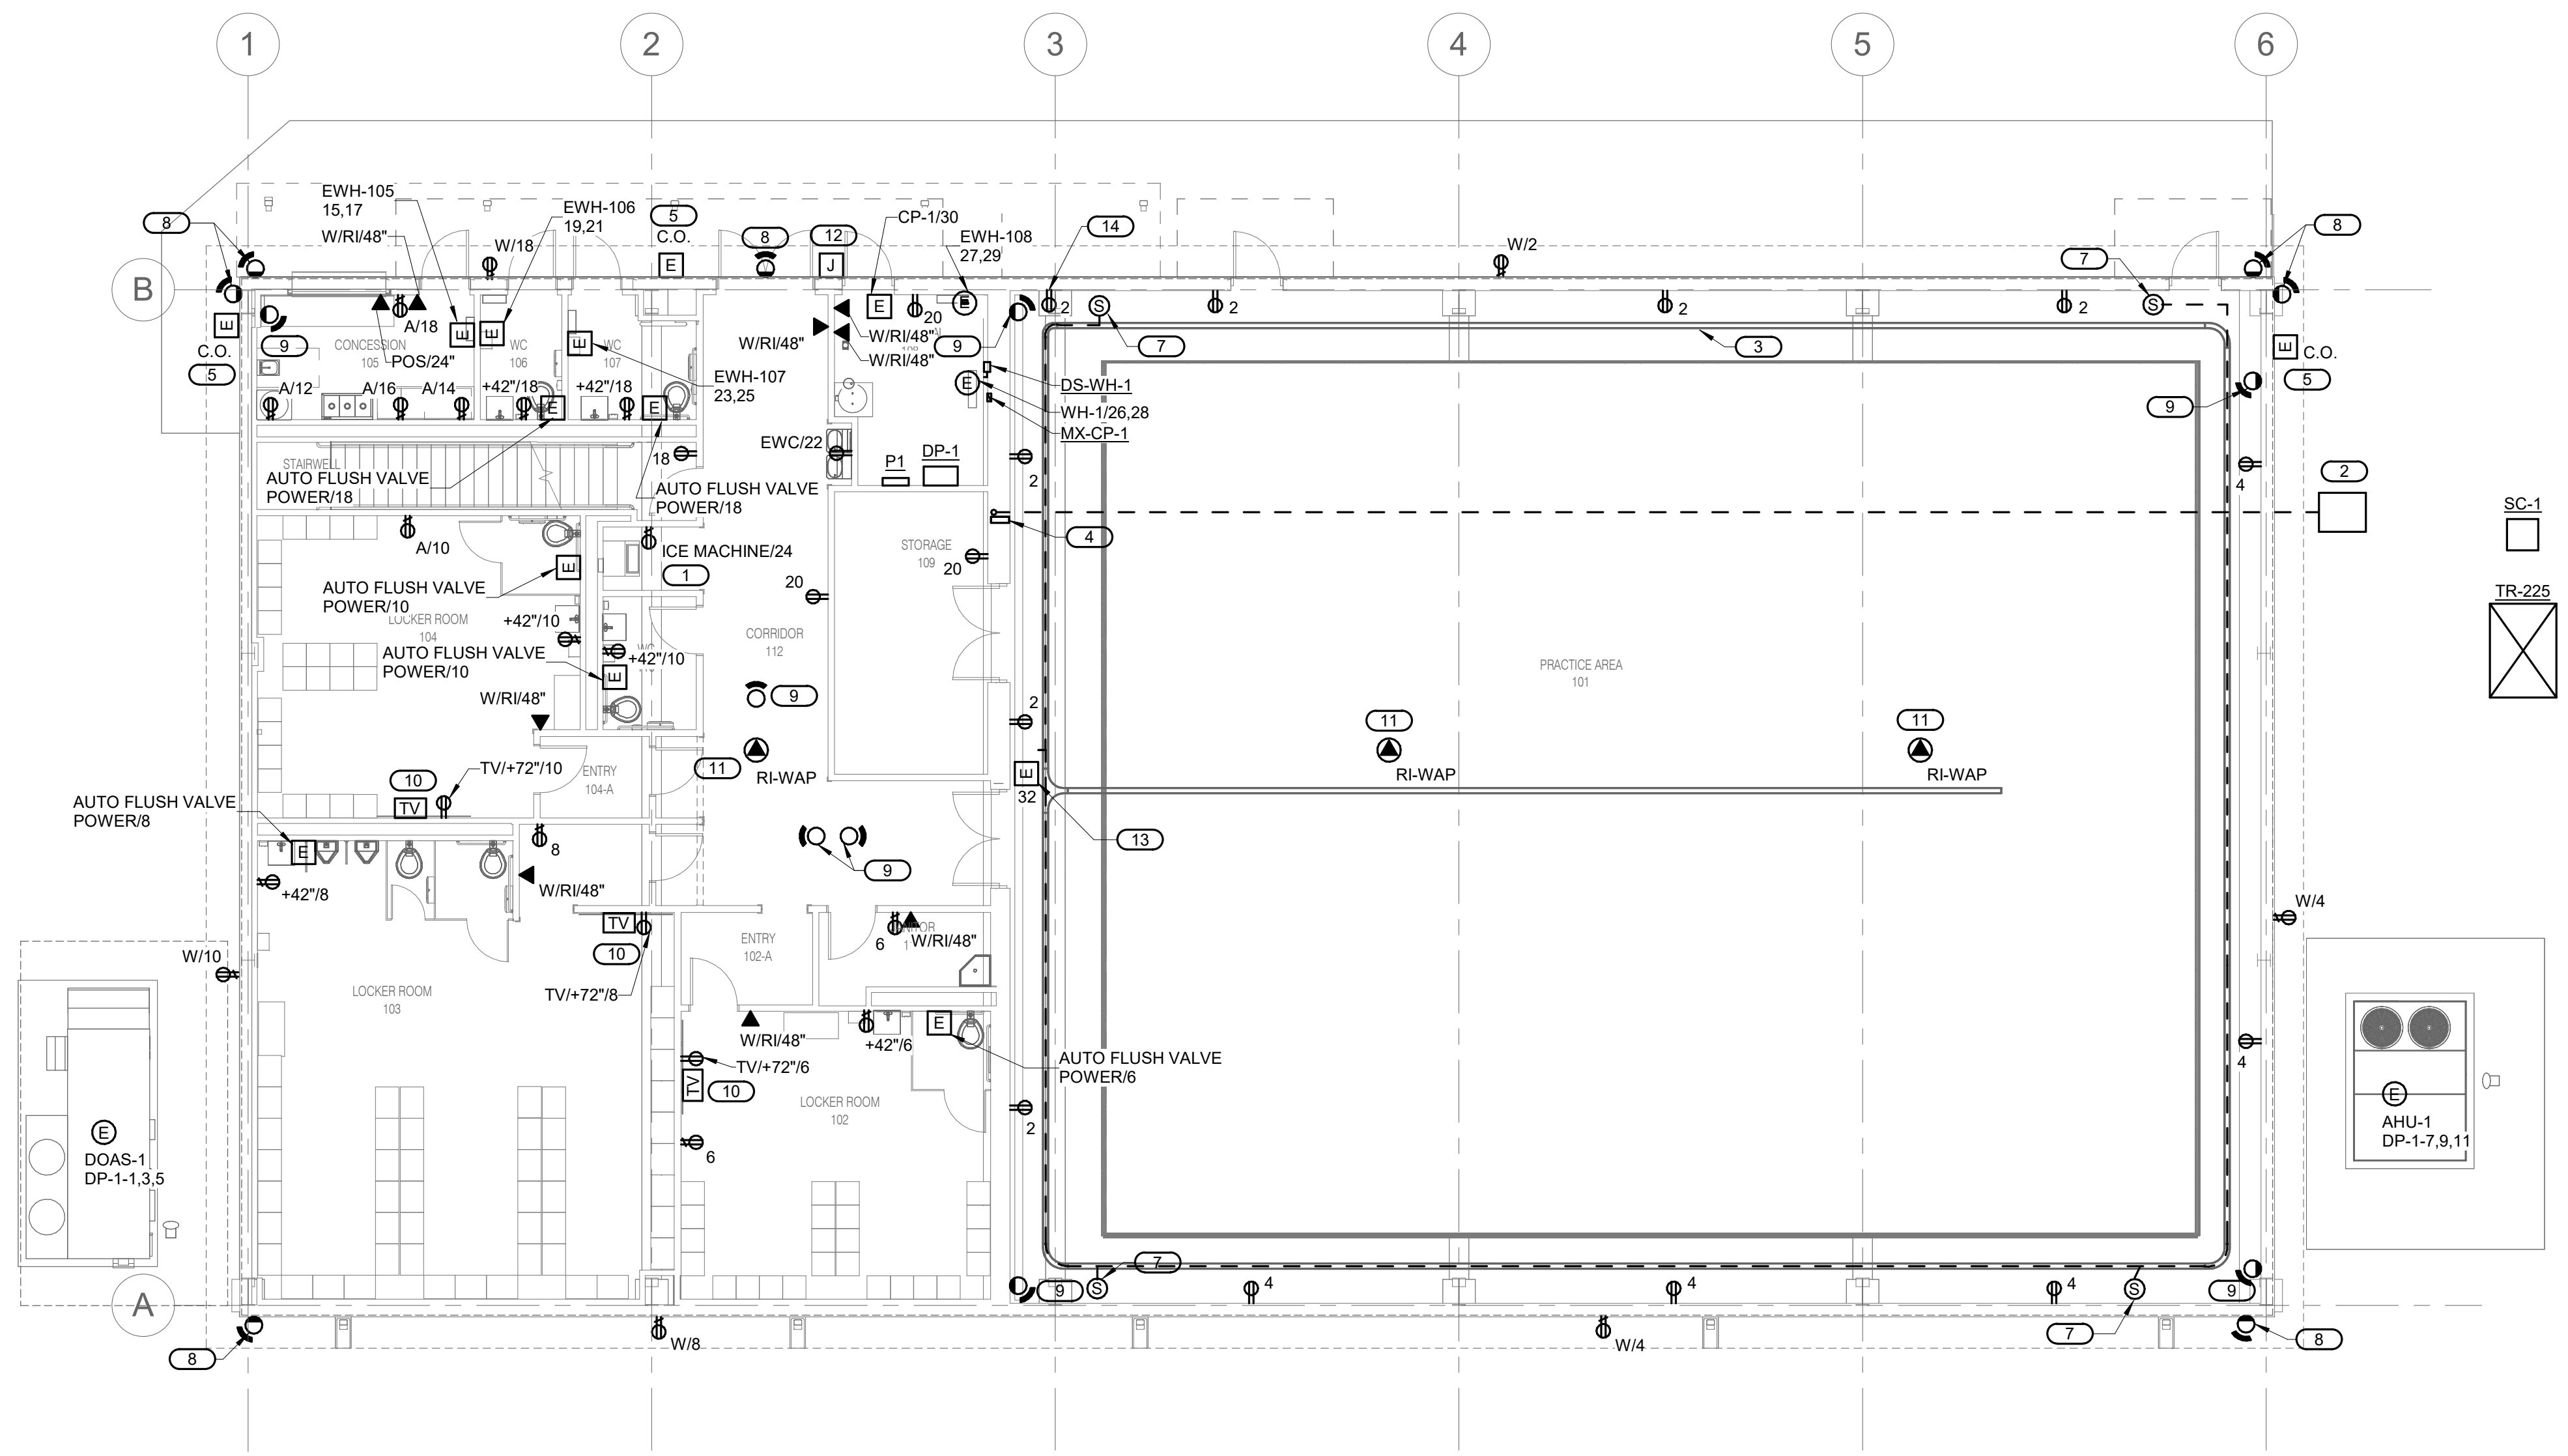 1
2
3
4
5
6
EWH-105
15,17
W/RI/48"
W/18
EWH-106
19,21
5
C.O.
8
12
CP-1/30
EWH-108
27,29
14
W/2
7
8
8
B
E
J
E
E
S
S
2
2
2
2
E
A/18
20
W/RI/48"
W/RI/48"
W/RI/48"
9
7
3
E
C.O.
5
C.O.
5
9
CONCESSION
105
POS/24"
E
E
WC
106
E
WC
107
EWH-107
23,25
E
DS-WH-1
WH-1/26,28
MX-CP-1
9
A/12
A/16
A/14
+42"/18
+42"/18
E
E
EWC/22
18
P1
DP-1
2
4
2
STAIRWELL
AUTO FLUSH VALVE
POWER/18
AUTO FLUSH VALVE
POWER/18
SC-1
4
A/10
ICE MACHINE/24
1
STORAGE
109
20
20
E
AUTO FLUSH VALVE
POWER/10
LOCKER ROOM
104
+42"/10
AUTO FLUSH VALVE
POWER/10
+42"/10
E
CORRIDOR
112
TR-225
PRACTICE AREA
101
W/RI/48"
9
2
11
11
RI-WAP
RI-WAP
11
RI-WAP
E
32
13
10
TV/+72"/10
TV
ENTRY
104-A
AUTO FLUSH VALVE
POWER/8
E
8
9
+42"/8
W/RI/48"
TV
10
TV/+72"/8
ENTRY
102-A
6
W/RI/48"
W/4
W/10
LOCKER ROOM
103
W/RI/48"
+42"/6
E
AUTO FLUSH VALVE
POWER/6
TV/+72"/6
TV
10
LOCKER ROOM
102
2
6
4
E
DOAS-1
DP-1-1,3,5
E
AHU-1
DP-1-7,9,11
A
7
9
S
4
4
4
S
9
7
8
W/8
W/4
8